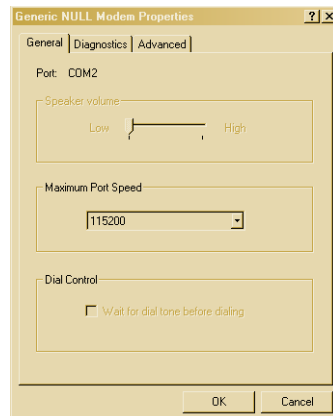 Generic NULL Modem Properties
General Diagnostics Advanced
Port: COM2
Speaker volume
Low High
Maximum Port Speed
115200
Dial Control
Wait for dial tone before dialing
OK Cancel